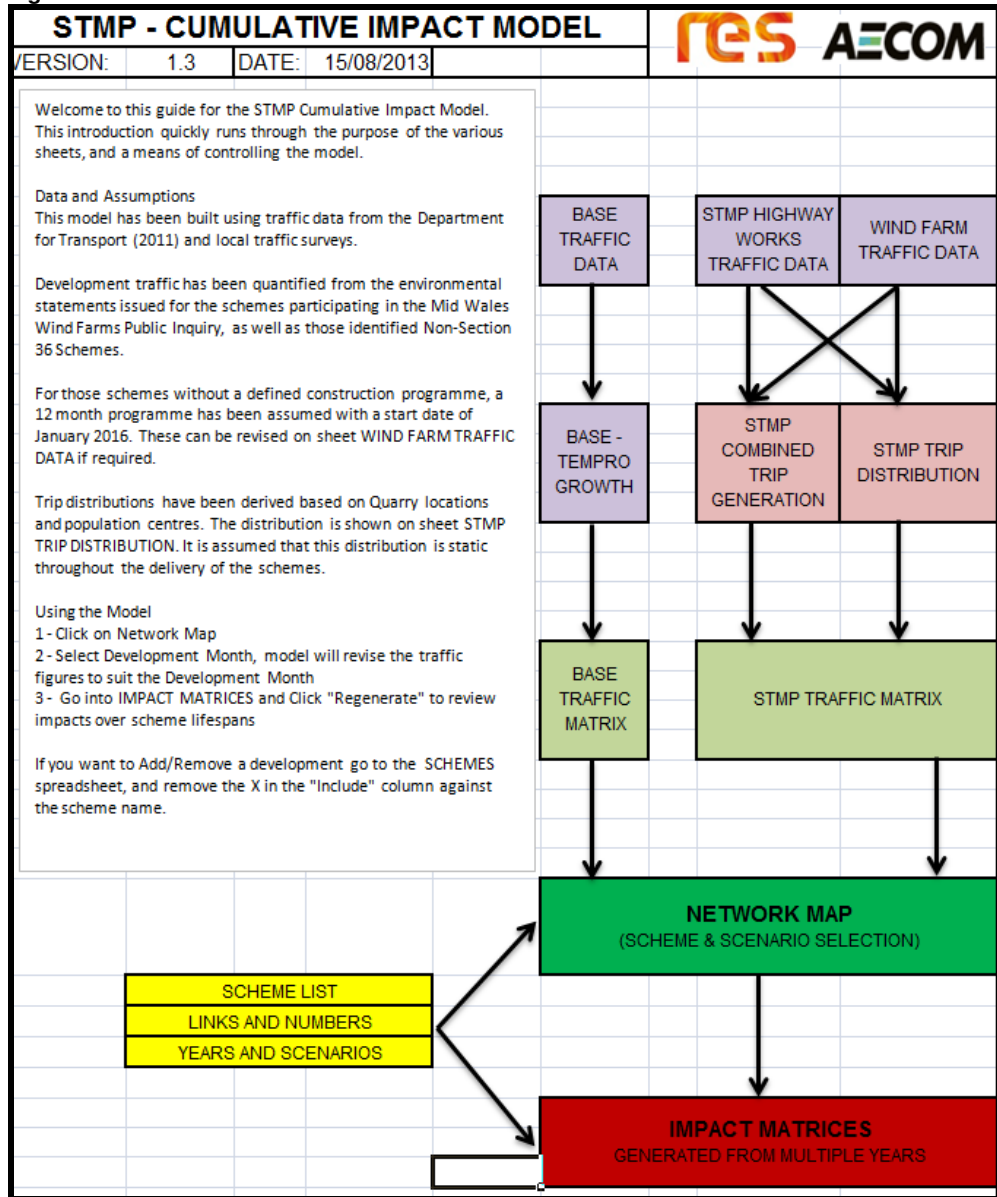 STMP - CUMULATIVE IMPACT MODEL
res AECOM
VERSION: 1.3 DATE: 15/08/2013
Welcome to this guide for the STMP Cumulative Impact Model.
This introduction quickly runs through the purpose of the various
sheets, and a means of controlling the model.
Data and Assumptions
This model has been built using traffic data from the Department
for Transport (2011) and local traffic surveys.
Development traffic has been quantified from the environmental
statements issued for the schemes participating in the Mid Wales
Wind Farms Public Inquiry, as well as those identified Non-Section
36 Schemes.
For those schemes without a defined construction programme, a
12 month programme has been assumed with a start date of
January 2016. These can be revised on sheet WIND FARM TRAFFIC
DATA if required.
Trip distributions have been derived based on Quarry locations
and population centres. The distribution is shown on sheet STMP
TRIP DISTRIBUTION. It is assumed that this distribution is static
throughout the delivery of the schemes.
Using the Model
1 - Click on Network Map
2 - Select Development Month, model will revise the traffic
figures to suit the Development Month
3 - Go into IMPACT MATRICES and Click "Regenerate" to review
impacts over scheme lifespans
If you want to Add/Remove a development go to the SCHEMES
spreadsheet, and remove the X in the "Include" column against
the scheme name.
BASE
TRAFFIC
DATA
STMP HIGHWAY
WORKS
TRAFFIC DATA
WIND FARM
TRAFFIC DATA
BASE -
TEMPRO
GROWTH
STMP
COMBINED
TRIP
GENERATION
STMP TRIP
DISTRIBUTION
BASE
TRAFFIC
MATRIX
STMP TRAFFIC MATRIX
NETWORK MAP
(SCHEME & SCENARIO SELECTION)
SCHEME LIST
LINKS AND NUMBERS
YEARS AND SCENARIOS
IMPACT MATRICES
GENERATED FROM MULTIPLE YEARS